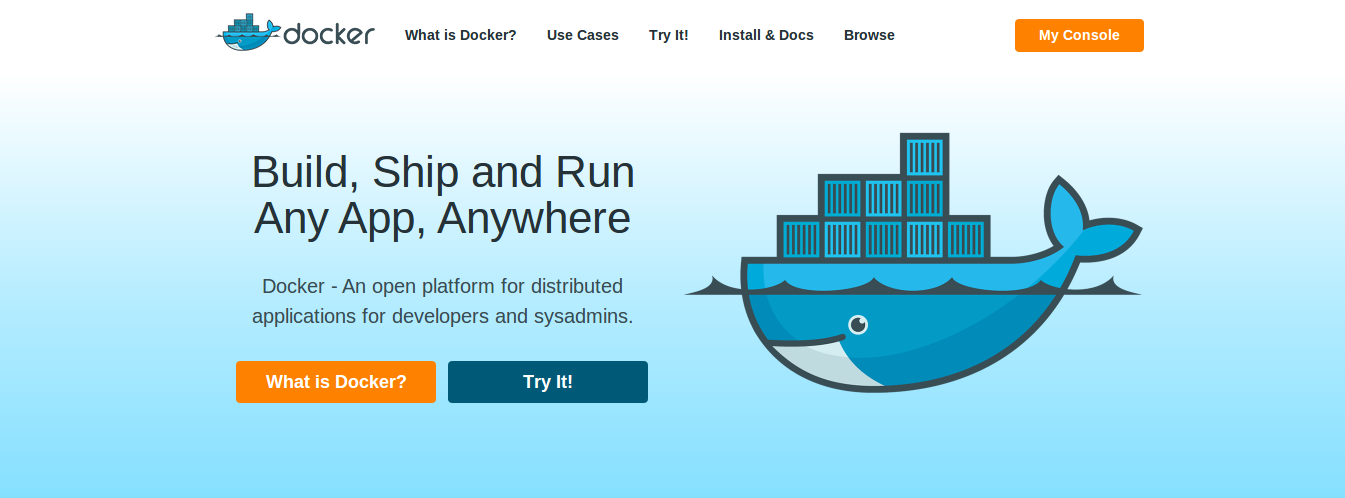 docker
What is Docker?
Use Cases
Try It!
Install & Docs
Browse
My Console
Build, Ship and Run
Any App, Anywhere
Docker - An open platform for distributed
applications for developers and sysadmins.
What is Docker?
Try It!